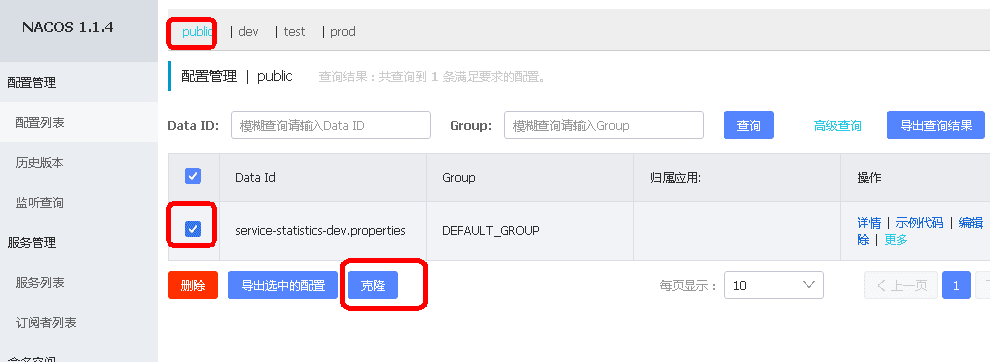 NACOS 1.1.4
public | dev | test | prod
配置管理
配置管理 | public 查询结果：共查询到 1 条满足要求的配置。
配置列表
Data ID: 模糊查询请输入Data ID Group: 模糊查询请输入Group 查询 高级查询 导出查询结果
历史版本
Data Id Group 归属应用: 操作
监听查询
service-statistics-dev.properties DEFAULT_GROUP 详情 | 示例代码 | 编辑
除 | 更多
服务管理
服务列表
删除 导出选中的配置 克隆 每页显示： 10 < 上一页 1
订阅者列表
命名空间